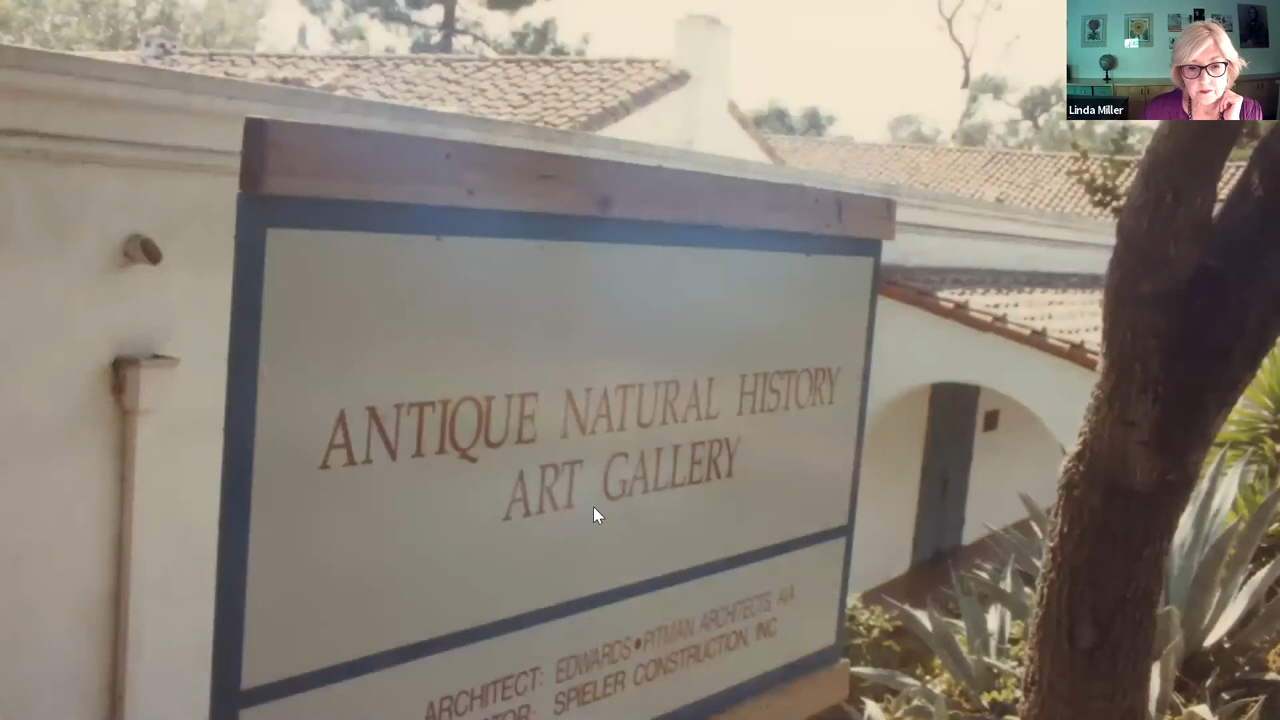 Linda Miller
ANTIQUE NATURAL HISTORY
ART GALLERY
ARCHITECT: EDWARDS•PITMAN ARCHITECTS AIA
SPIELER CONSTRUCTION, INC